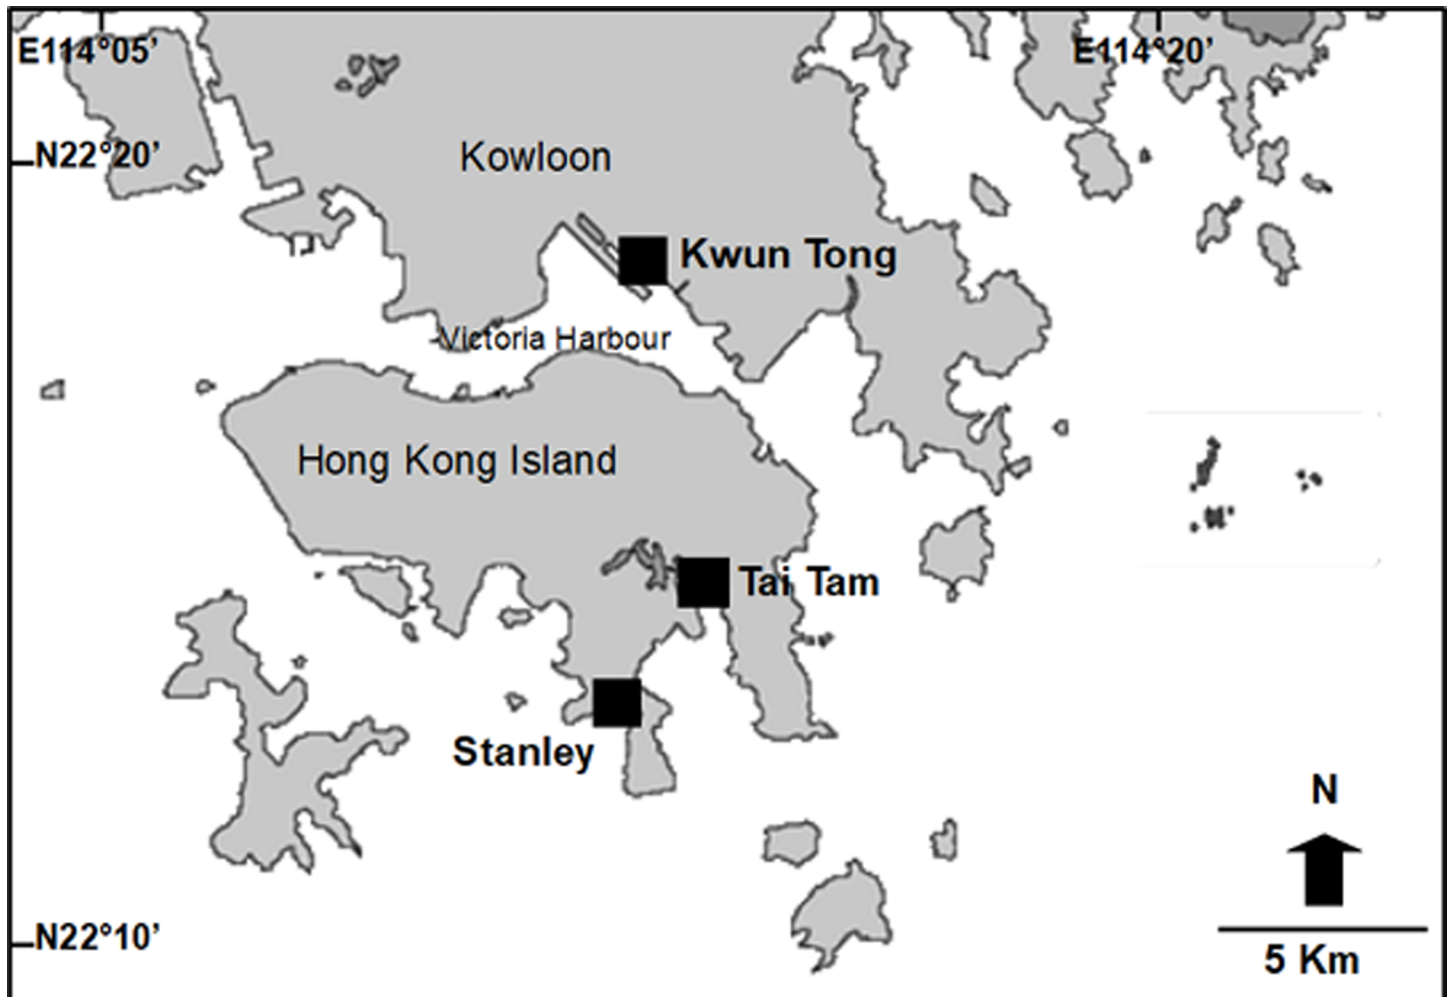 E114°05’
E114°20’
N22°20’
Kowloon
Kwun Tong
Victoria Harbour
Hong Kong Island
Tai Tam
Stanley
N
N22°10’
5 Km